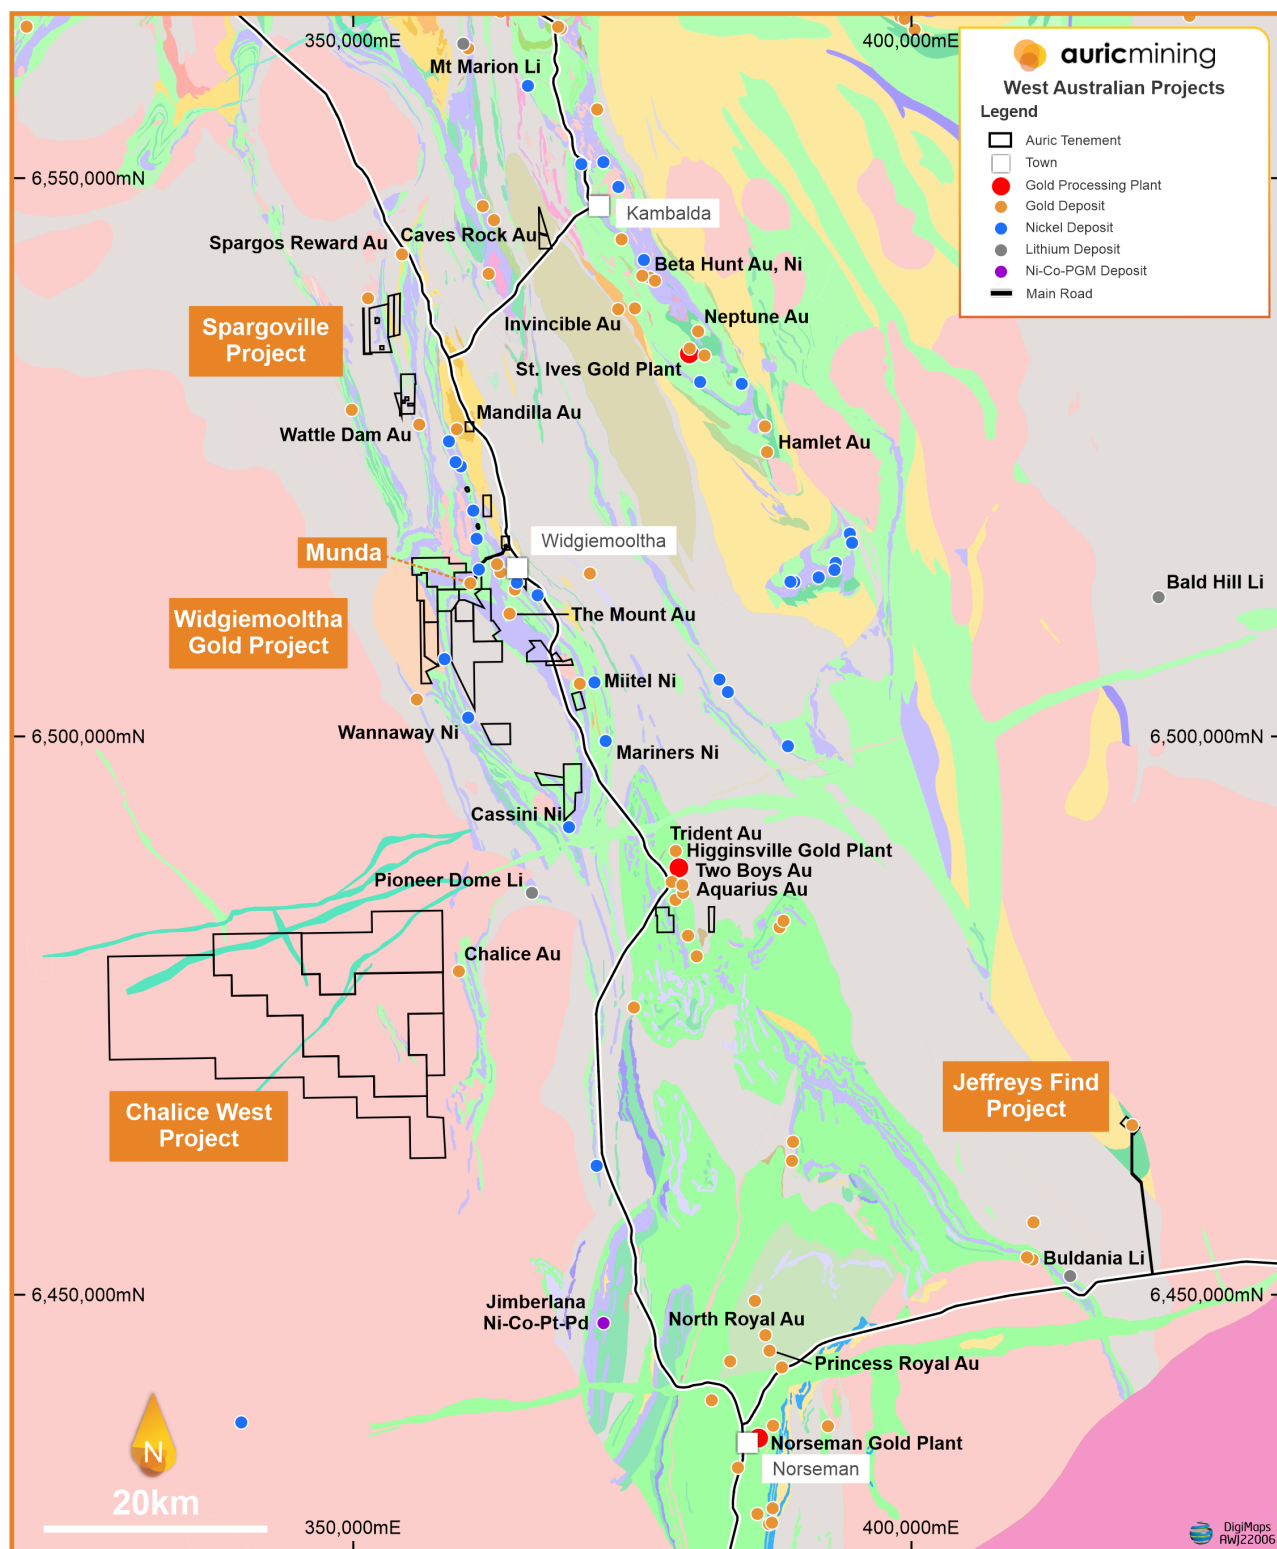 350,000mE
400,000mE
auricmining
West Australian Projects
Legend
Auric Tenement
Town
Gold Processing Plant
Gold Deposit
Nickel Deposit
Lithium Deposit
Ni-Co-PGM Deposit
Main Road
Mt Marion Li
6,550,000mN
Kambalda
Caves Rock Au
Spargos Reward Au
Beta Hunt Au, Ni
Spargoville
Project
Invincible Au
Neptune Au
St. Ives Gold Plant
Mandilla Au
Wattle Dam Au
Hamlet Au
Widgiemooltha
Munda
Bald Hill Li
Widgiemooltha
Gold Project
The Mount Au
Miitel Ni
Wannaway Ni
6,500,000mN
6,500,000mN
Mariners Ni
Cassini Ni
Trident Au
Higginsville Gold Plant
Two Boys Au
Pioneer Dome Li
Aquarius Au
Chalice Au
Jeffreys Find
Project
Chalice West
Project
Buldania Li
6,450,000mN
6,450,000mN
Jimberlana
Ni-Co-Pt-Pd
North Royal Au
Princess Royal Au
N
Norseman Gold Plant
Norseman
20km
350,000mE
400,000mE
DigiMaps
AWJ22006